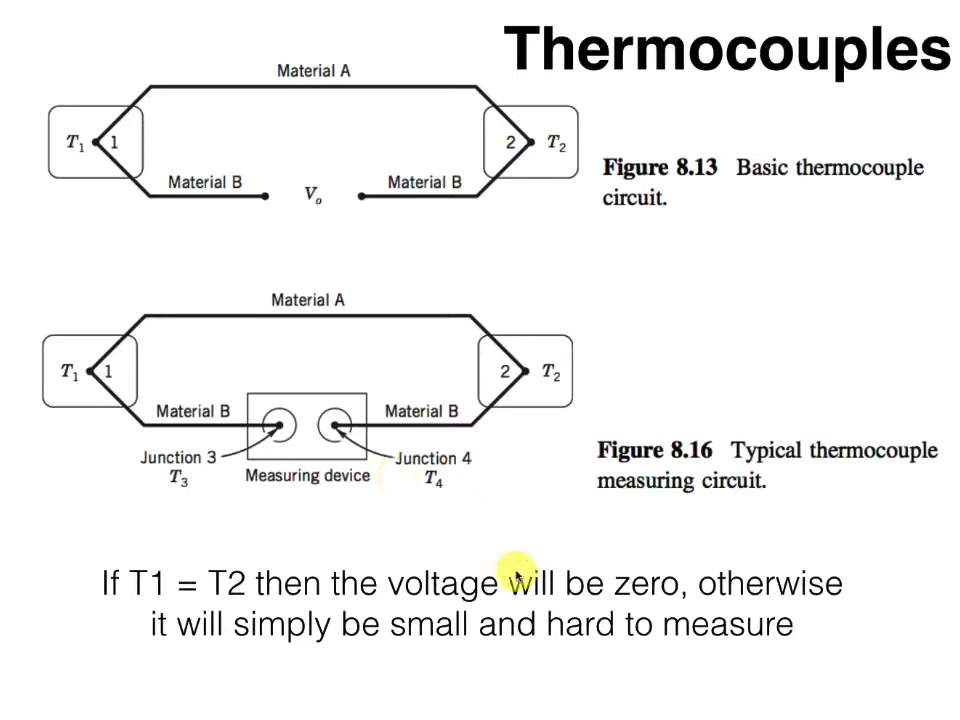 Thermocouples
Material A
T1 1
2 T2
Material B
Vo
Material B
Figure 8.13 Basic thermocouple
circuit.
Material A
T1 1
2 T2
Material B
Material B
Junction 3
T3
Measuring device
Junction 4
T4
Figure 8.16 Typical thermocouple
measuring circuit.
If T1 = T2 then the voltage will be zero, otherwise
it will simply be small and hard to measure